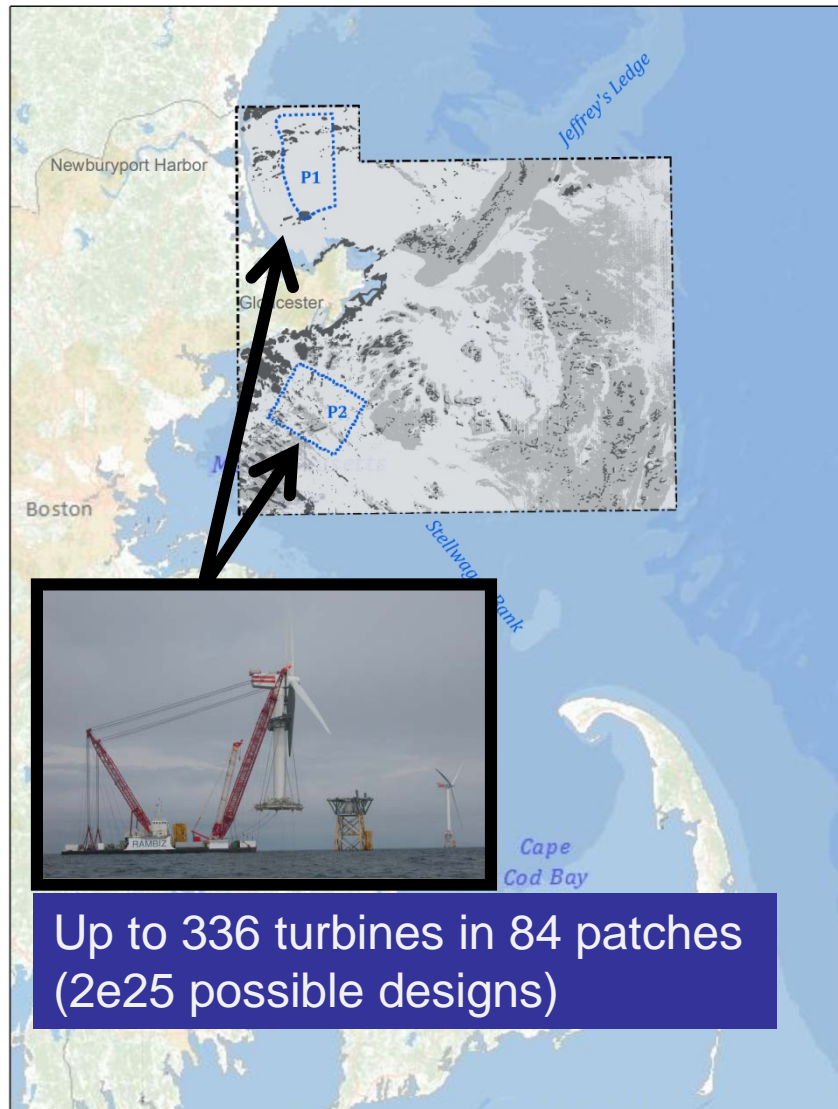 Jeffrey's Ledge
Newburyport Harbor
P1
Gloucester
P2
Boston
Stellwagen Bank
RAMBIZ
Cape
Cod Bay
Up to 336 turbines in 84 patches
(2e25 possible designs)